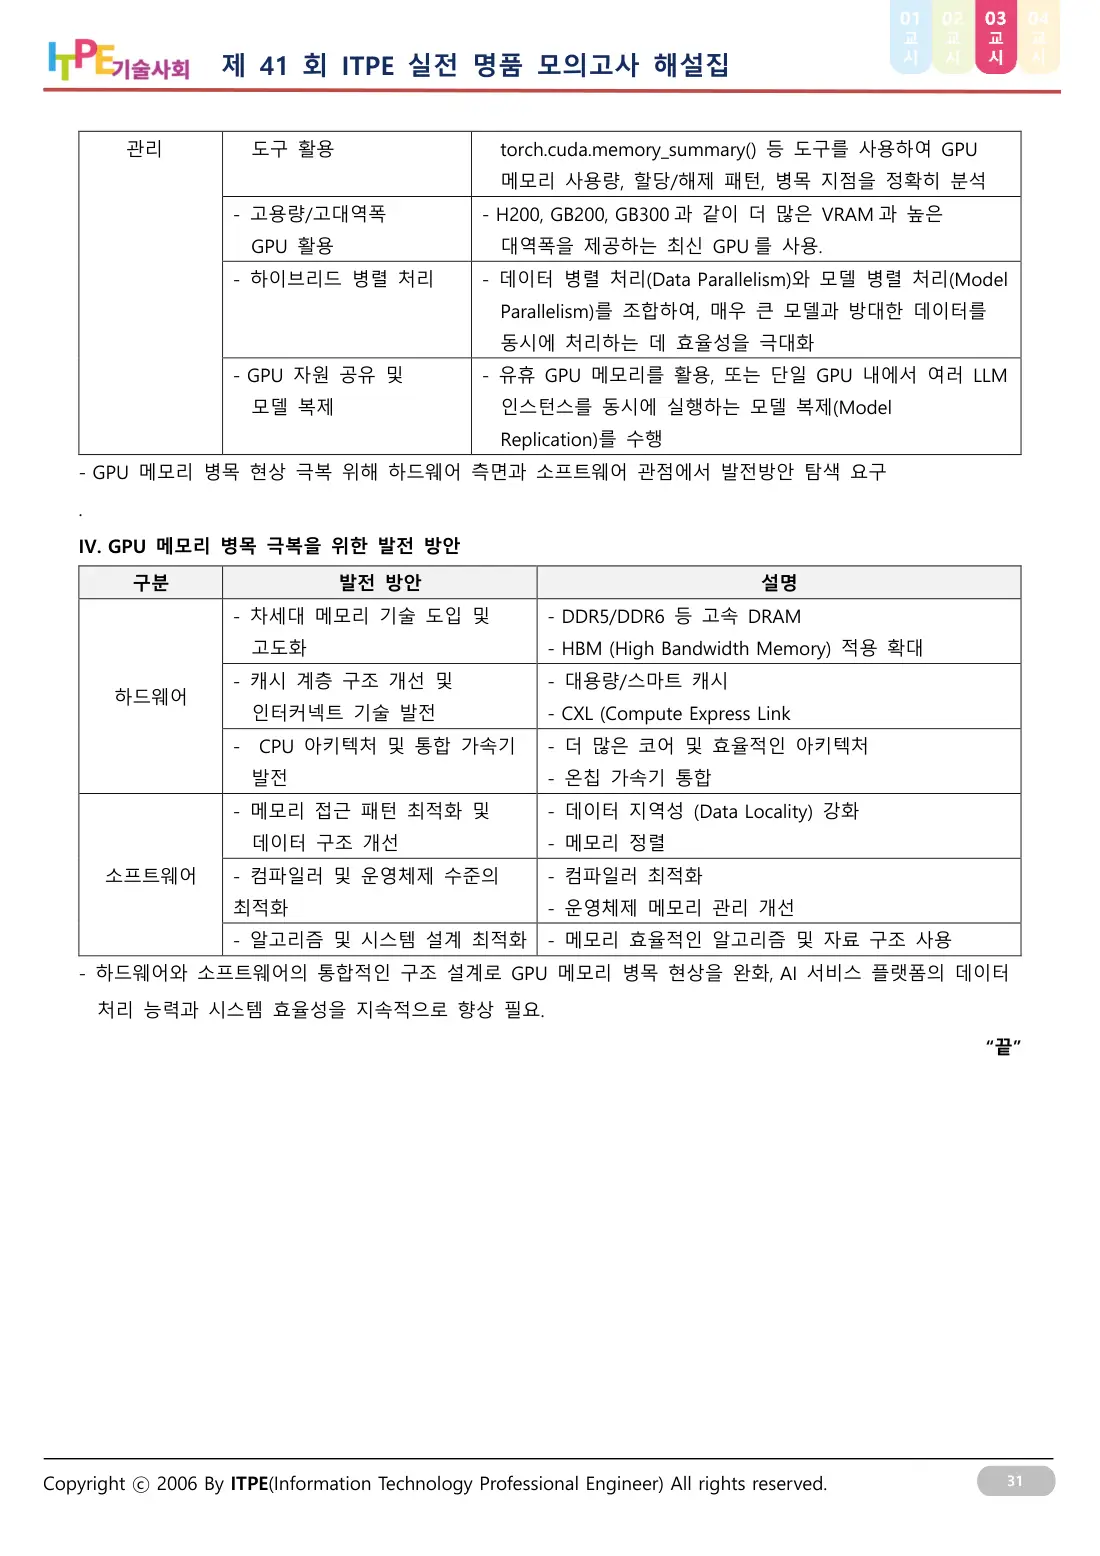 ITPE기술사회 제 41 회 ITPE 실전 명품 모의고사 해설집
01 교 시
02 교 시
03 교 시
04 교 시
관리 도구 활용 torch.cuda.memory_summary() 등 도구를 사용하여 GPU
메모리 사용량, 할당/해제 패턴, 병목 지점을 정확히 분석
- 고용량/고대역폭 - H200, GB200, GB300과 같이 더 많은 VRAM과 높은
GPU 활용 대역폭을 제공하는 최신 GPU를 사용.
- 하이브리드 병렬 처리 - 데이터 병렬 처리(Data Parallelism)와 모델 병렬 처리(Model
Parallelism)를 조합하여, 매우 큰 모델과 방대한 데이터를
동시에 처리하는 데 효율성을 극대화
- GPU 자원 공유 및 - 유휴 GPU 메모리를 활용, 또는 단일 GPU 내에서 여러 LLM
모델 복제 인스턴스를 동시에 실행하는 모델 복제(Model
Replication)를 수행
- GPU 메모리 병목 현상 극복 위해 하드웨어 측면과 소프트웨어 관점에서 발전방안 탐색 요구
.
IV. GPU 메모리 병목 극복을 위한 발전 방안
구분 발전 방안 설명
하드웨어
- 차세대 메모리 기술 도입 및 - DDR5/DDR6 등 고속 DRAM
고도화 - HBM (High Bandwidth Memory) 적용 확대
- 캐시 계층 구조 개선 및 - 대용량/스마트 캐시
인터커넥트 기술 발전 - CXL (Compute Express Link
- CPU 아키텍처 및 통합 가속기 - 더 많은 코어 및 효율적인 아키텍처
발전 - 온칩 가속기 통합
소프트웨어
- 메모리 접근 패턴 최적화 및 - 데이터 지역성 (Data Locality) 강화
데이터 구조 개선 - 메모리 정렬
- 컴파일러 및 운영체제 수준의 - 컴파일러 최적화
최적화 - 운영체제 메모리 관리 개선
- 알고리즘 및 시스템 설계 최적화 - 메모리 효율적인 알고리즘 및 자료 구조 사용
- 하드웨어와 소프트웨어의 통합적인 구조 설계로 GPU 메모리 병목 현상을 완화, AI 서비스 플랫폼의 데이터
처리 능력과 시스템 효율성을 지속적으로 향상 필요.
“끝”
Copyright ⓒ 2006 By ITPE(Information Technology Professional Engineer) All rights reserved. 31